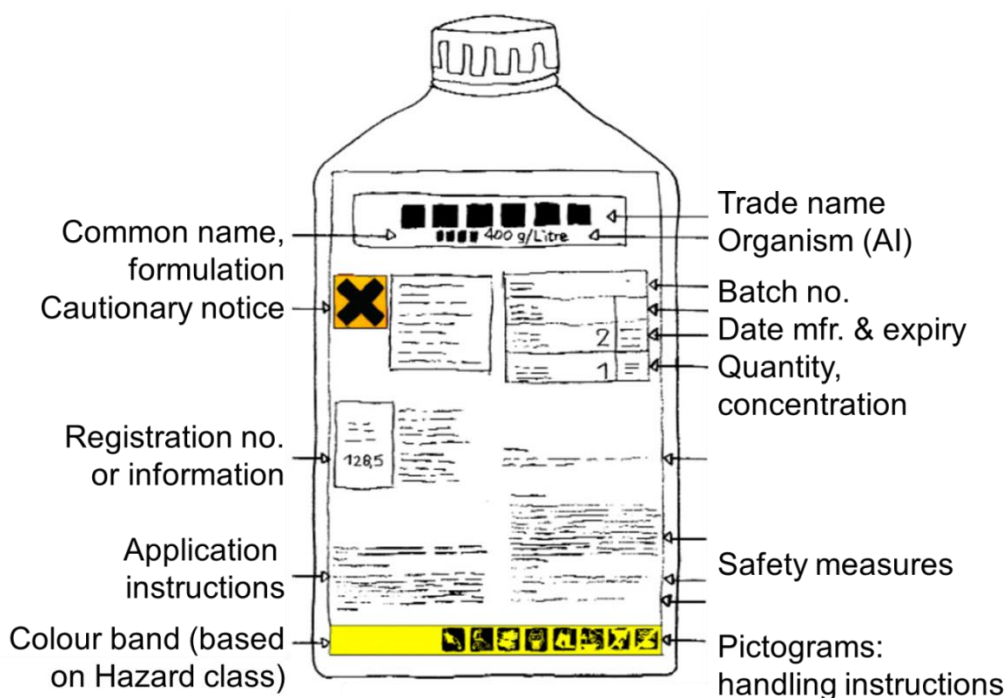 Trade name
400 g/Litre
Organism (AI)
Common name,
formulation
Cautionary notice
Batch no.
Date mfr. & expiry
2
Quantity,
concentration
1
Registration no.
or information
128,5
Application
instructions
Safety measures
Colour band (based
on Hazard class)
Pictograms:
handling instructions